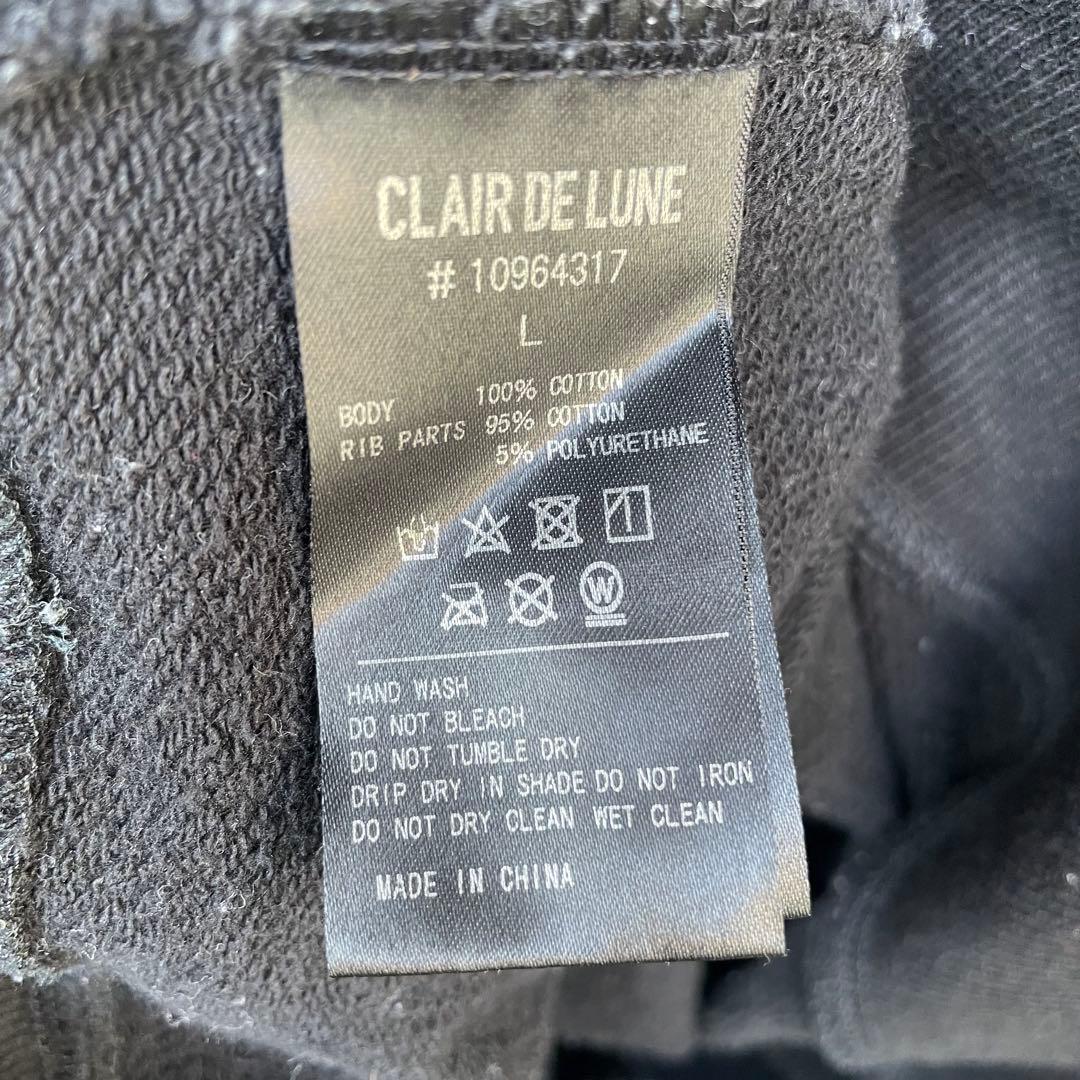 CLAIR DE LUNE
# 10964317
L
BODY 100% COTTON
RIB PARTS 95% COTTON
5% POLYURETHANE
W
HAND WASH
DO NOT BLEACH
DO NOT TUMBLE DRY
DRIP DRY IN SHADE DO NOT IRON
DO NOT DRY CLEAN WET CLEAN
MADE IN CHINA